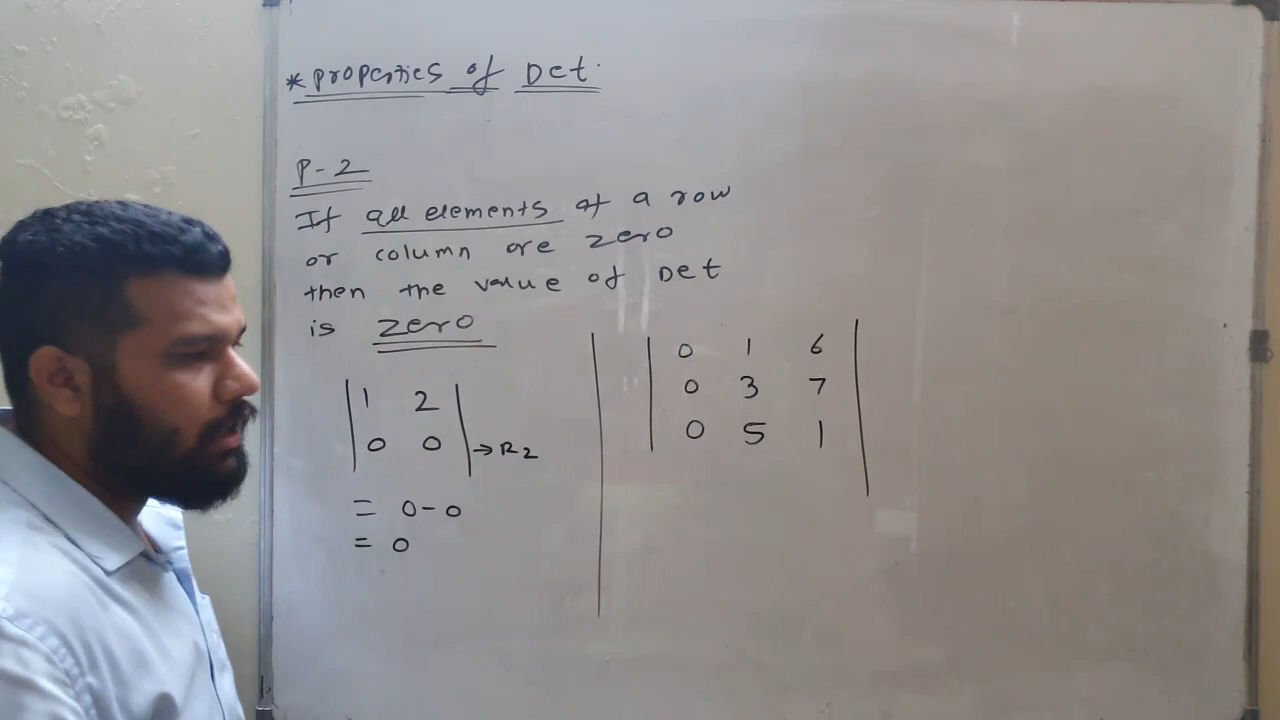 * Properties of Det.
P-2
If all elements of a row
or column are zero
then the value of Det
is zero
1 2
0 0 → R2
= 0-0
= 0
0 1 6
0 3 7
0 5 1